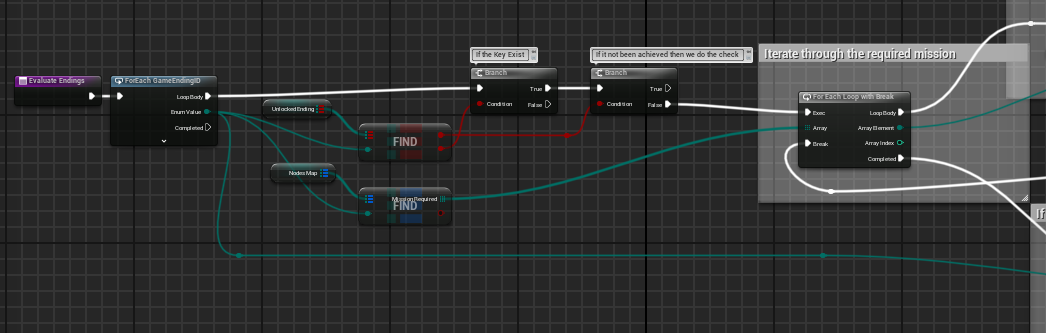 If the Key Exist
If it not been achieved then we do the check
Iterate through the required mission
Evaluate Endings
ForEach GameEndingID
Loop Body
Enum Value
Completed
Branch
Condition
True
False
Branch
Condition
True
False
Unlocked Ending
FIND
Nodes Map
Mission Required
FIND
For Each Loop with Break
Exec
Array
Break
Loop Body
Array Element
Array Index
Completed
If